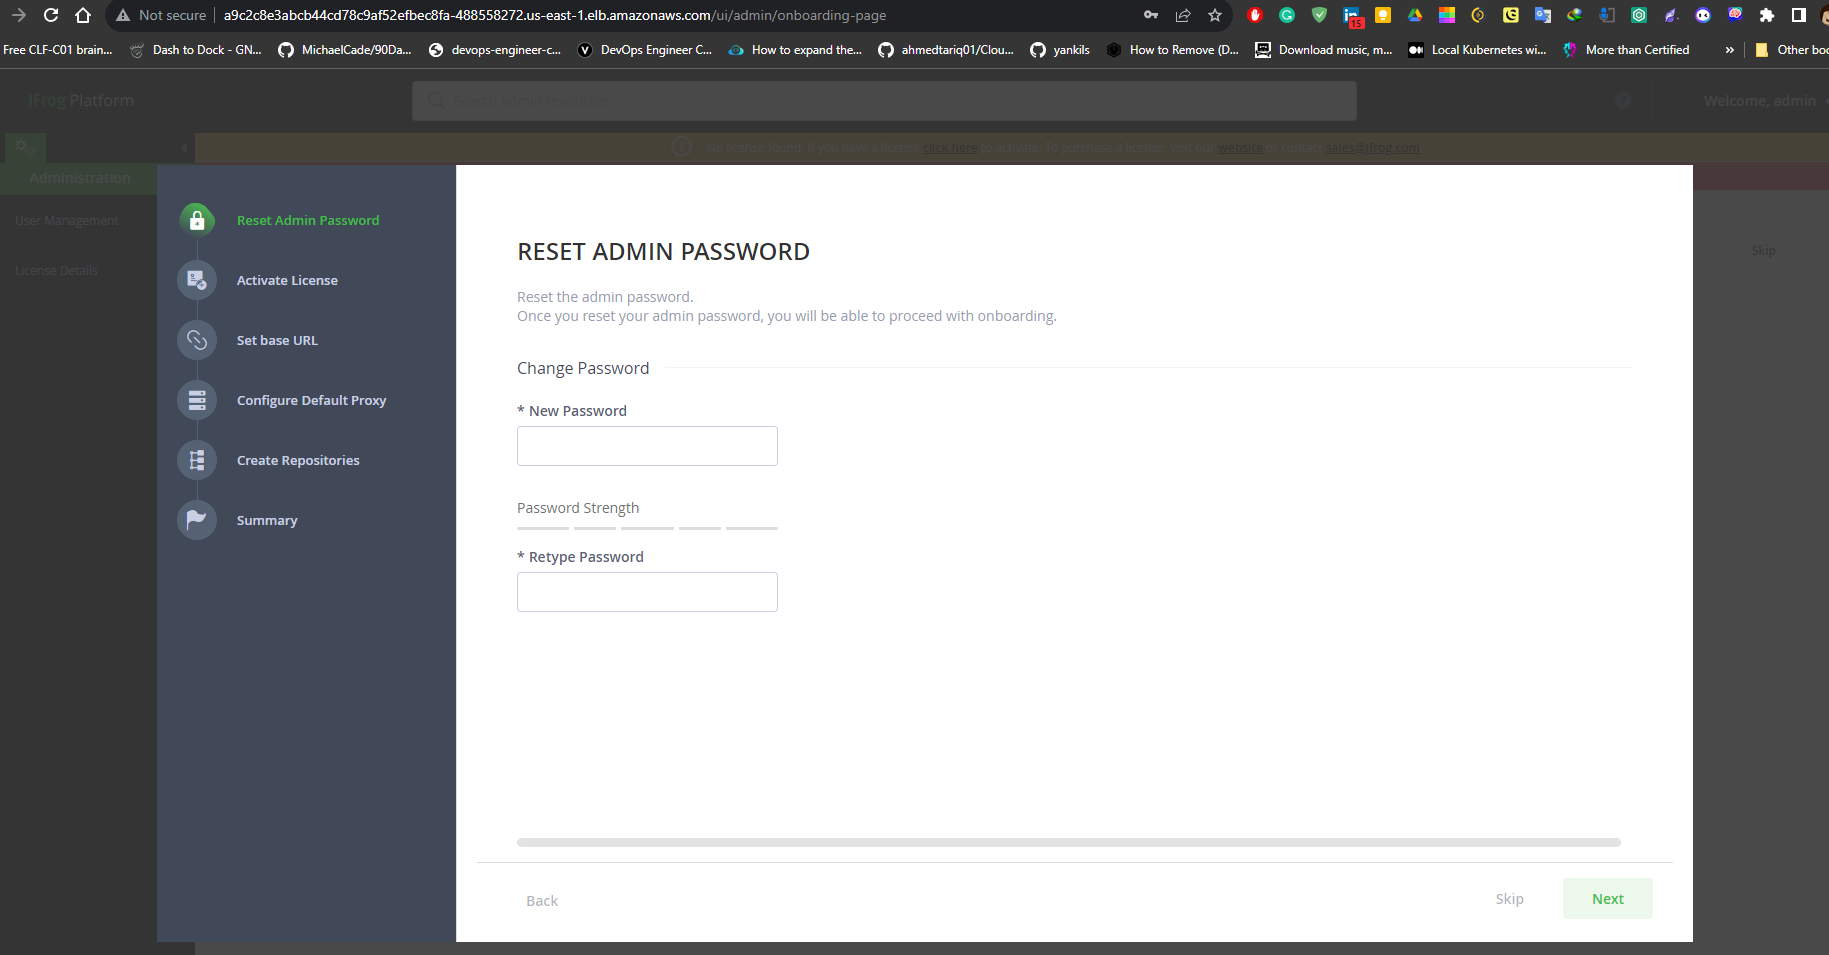 Not secure a9c2c8e3abcb44cd78c9af52efbec8fa-488558272.us-east-1.elb.amazonaws.com/ui/admin/onboarding-page
15
Free CLF-C01 brain... Dash to Dock - GN... MichaelCade/90Da... devops-engineer-c... DevOps Engineer C... How to expand the... ahmedtariq01/Clou... yankils How to Remove (D... Download music, m... Local Kubernetes wi... More than Certified » Other boo
JFrog Platform Search admin resources Welcome, admin
No license found. If you have a license click here to activate. To purchase a license, visit our website or contact sales@jfrog.com
Administration
User Management
License Details
Skip
Reset Admin Password
Activate License
Set base URL
Configure Default Proxy
Create Repositories
Summary
RESET ADMIN PASSWORD
Reset the admin password.
Once you reset your admin password, you will be able to proceed with onboarding.
Change Password
* New Password
Password Strength
* Retype Password
Back Skip Next